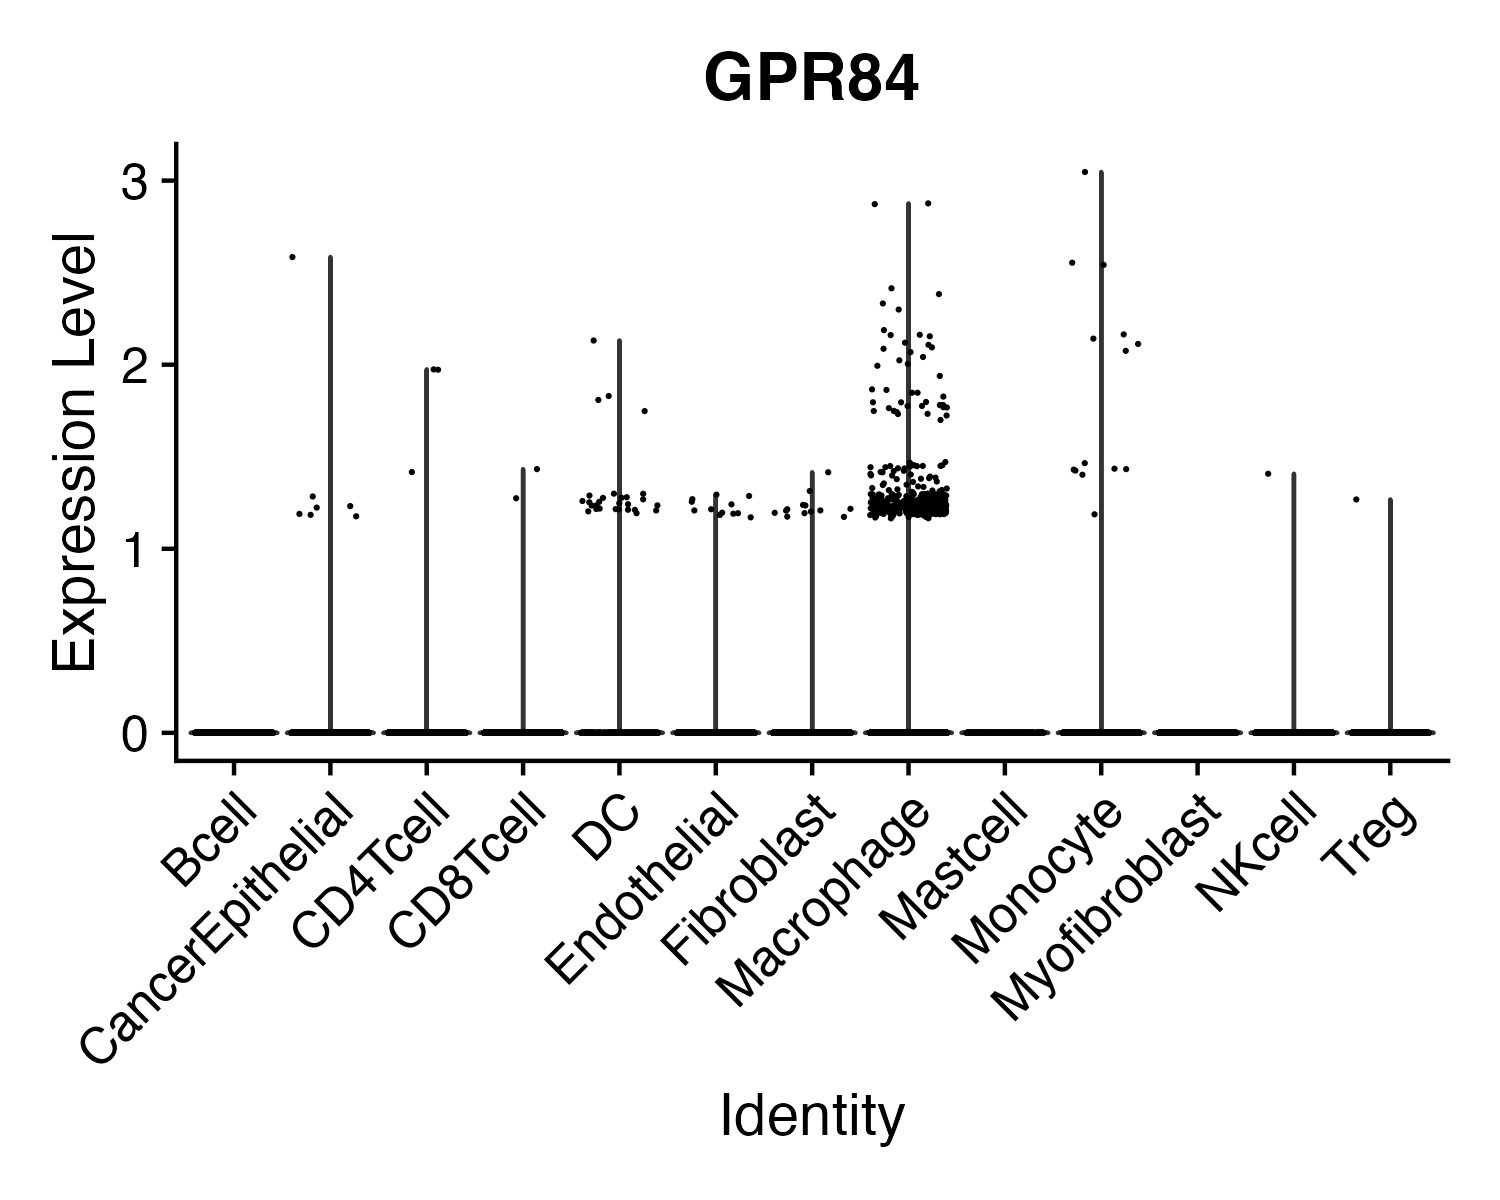 GPR84
Expression Level
3
2
1
0
Bcell
CancerEpithelial
CD4Tcell
CD8Tcell
DC
Endothelial
Fibroblast
Macrophage
Mastcell
Monocyte
Myofibroblast
NKcell
Treg
Identity